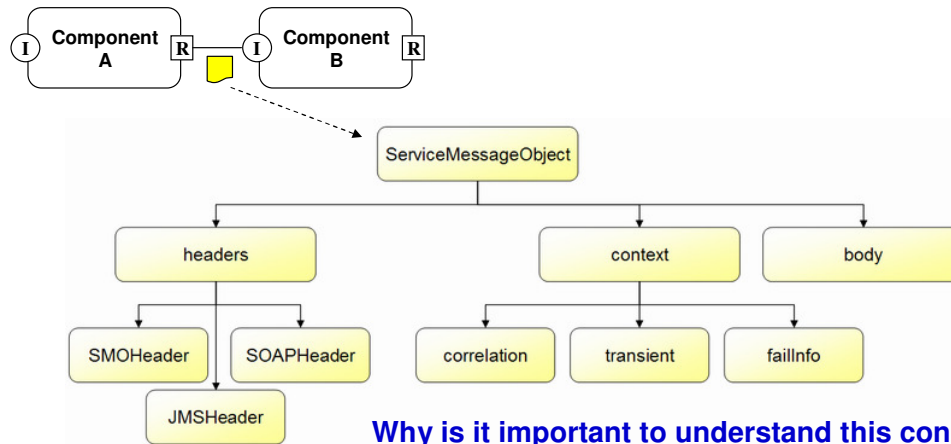 I
Component
A
R
I
Component
B
R
ServiceMessageObject
headers
context
body
SMOHeader
SOAPHeader
correlation
transient
failInfo
JMSHeader
Why is it important to understand this con